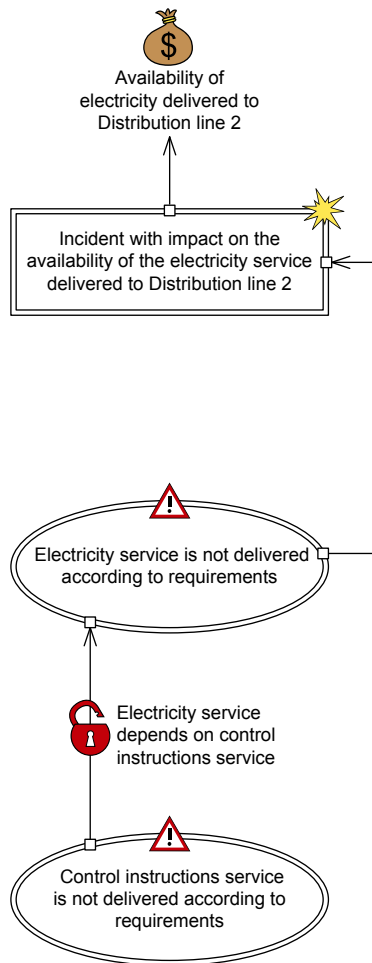 $
Availability of
electricity delivered to
Distribution line 2
Incident with impact on the
availability of the electricity service
delivered to Distribution line 2
!
Electricity service is not delivered
according to requirements
Electricity service
depends on control
instructions service
!
Control instructions service
is not delivered according to
requirements